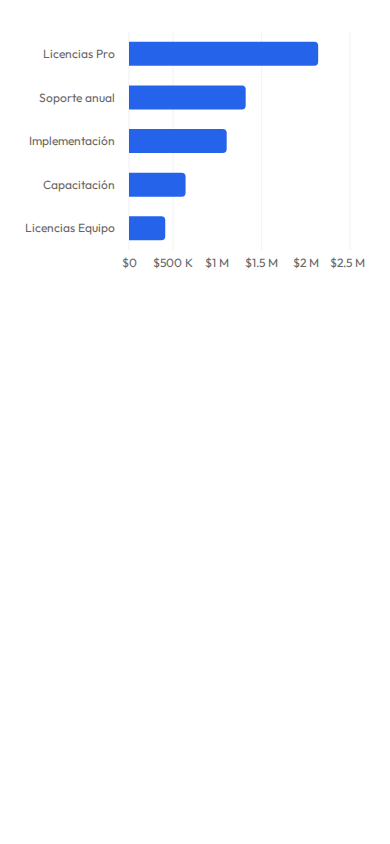 Licencias Pro
Soporte anual
Implementación
Capacitación
Licencias Equipo
$0 $500 K $1 M $1.5 M $2 M $2.5 M